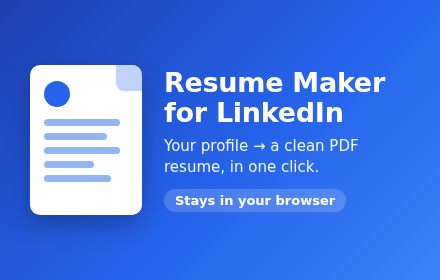 Resume Maker
for LinkedIn
Your profile → a clean PDF
resume, in one click.
Stays in your browser